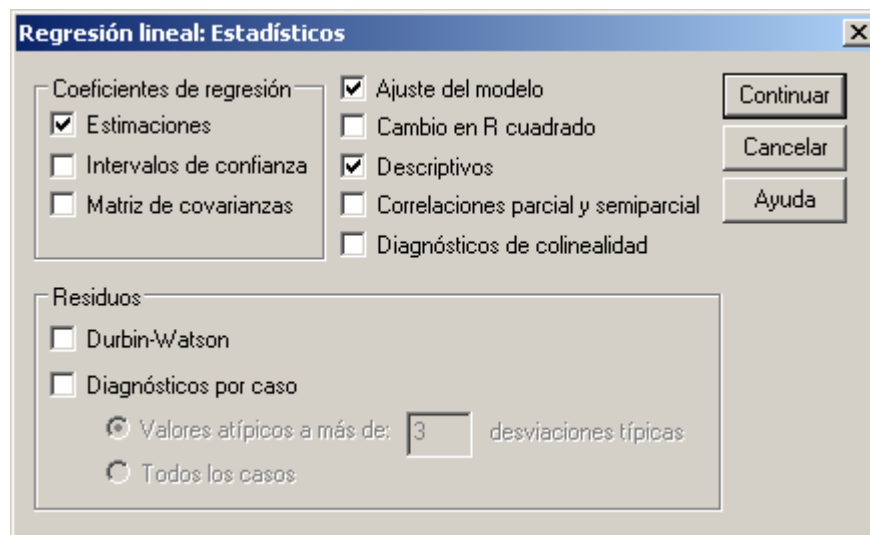 Regresión lineal: Estadísticos
Coeficientes de regresión
Estimaciones
Intervalos de confianza
Matriz de covarianzas
Ajuste del modelo
Cambio en R cuadrado
Descriptivos
Correlaciones parcial y semiparcial
Diagnósticos de colinealidad
Continuar
Cancelar
Ayuda
Residuos
Durbin-Watson
Diagnósticos por caso
Valores atípicos a más de: 3 desviaciones típicas
Todos los casos